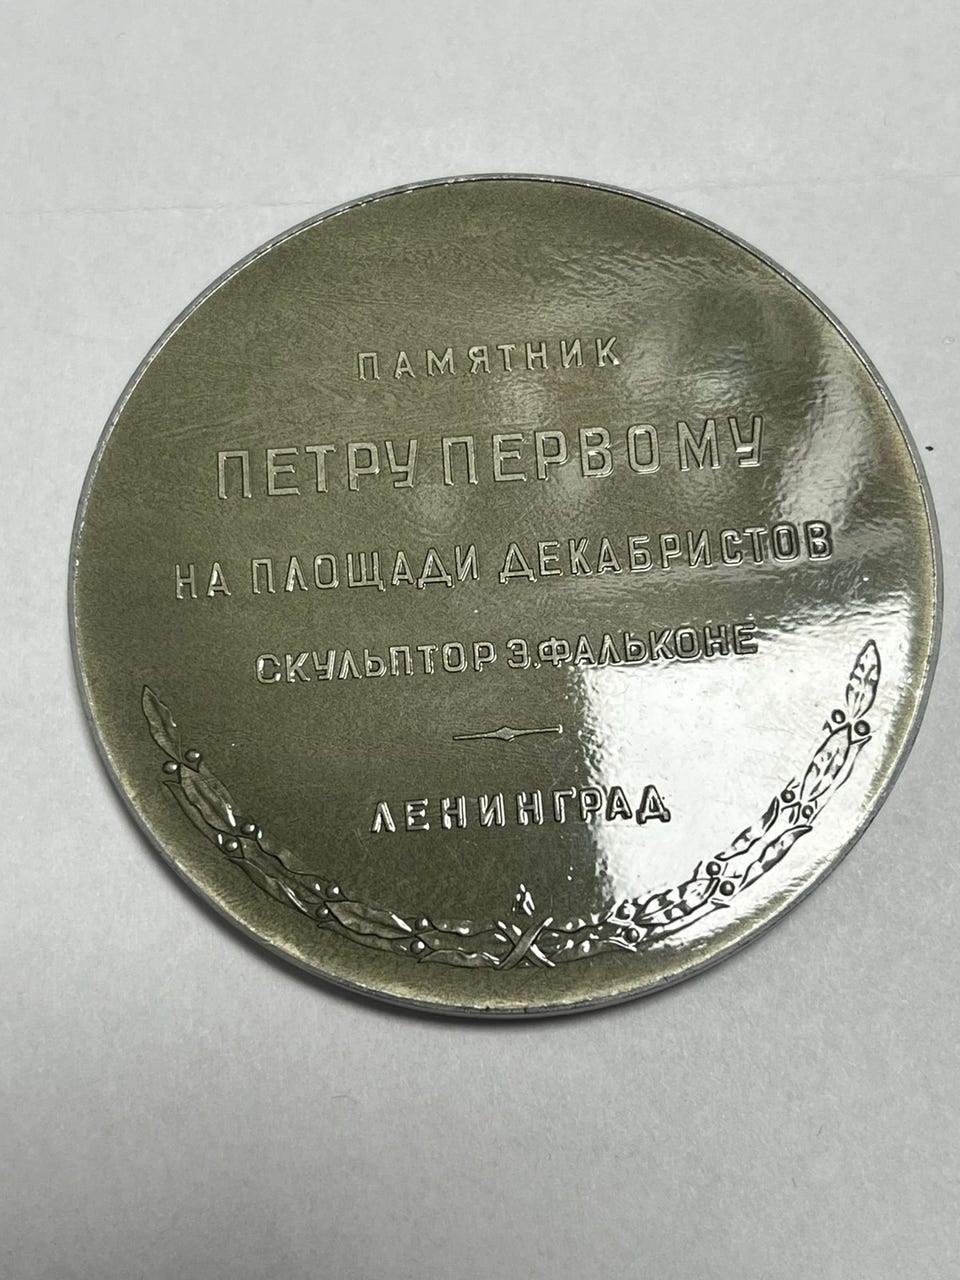 ПАМЯТНИК
ПЕТРУ ПЕРВОМУ
НА ПЛОЩАДИ ДЕКАБРИСТОВ
СКУЛЬПТОР Э.ФАЛЬКОНЕ
ЛЕНИНГРАД